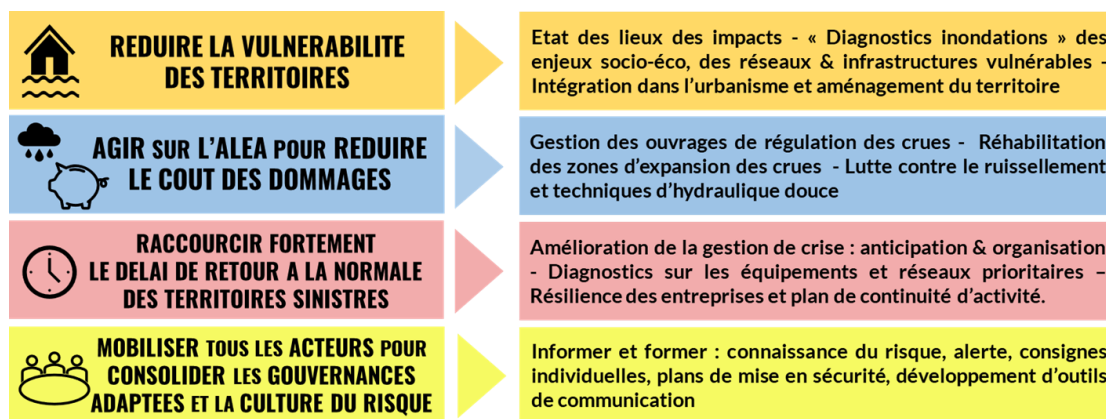 REDUIRE LA VULNERABILITE
DES TERRITOIRES
Etat des lieux des impacts - « Diagnostics inondations » des
enjeux socio-éco, des réseaux & infrastructures vulnérables -
Intégration dans l'urbanisme et aménagement du territoire
AGIR SUR L'ALEA POUR REDUIRE
LE COUT DES DOMMAGES
Gestion des ouvrages de régulation des crues - Réhabilitation
des zones d'expansion des crues - Lutte contre le ruissellement
et techniques d'hydraulique douce
RACCOURCIR FORTEMENT
LE DELAI DE RETOUR A LA NORMALE
DES TERRITOIRES SINISTRES
Amélioration de la gestion de crise : anticipation & organisation
- Diagnostics sur les équipements et réseaux prioritaires –
Résilience des entreprises et plan de continuité d'activité.
MOBILISER TOUS LES ACTEURS POUR
CONSOLIDER LES GOUVERNANCES
ADAPTEES ET LA CULTURE DU RISQUE
Informer et former : connaissance du risque, alerte, consignes
individuelles, plans de mise en sécurité, développement d'outils
de communication